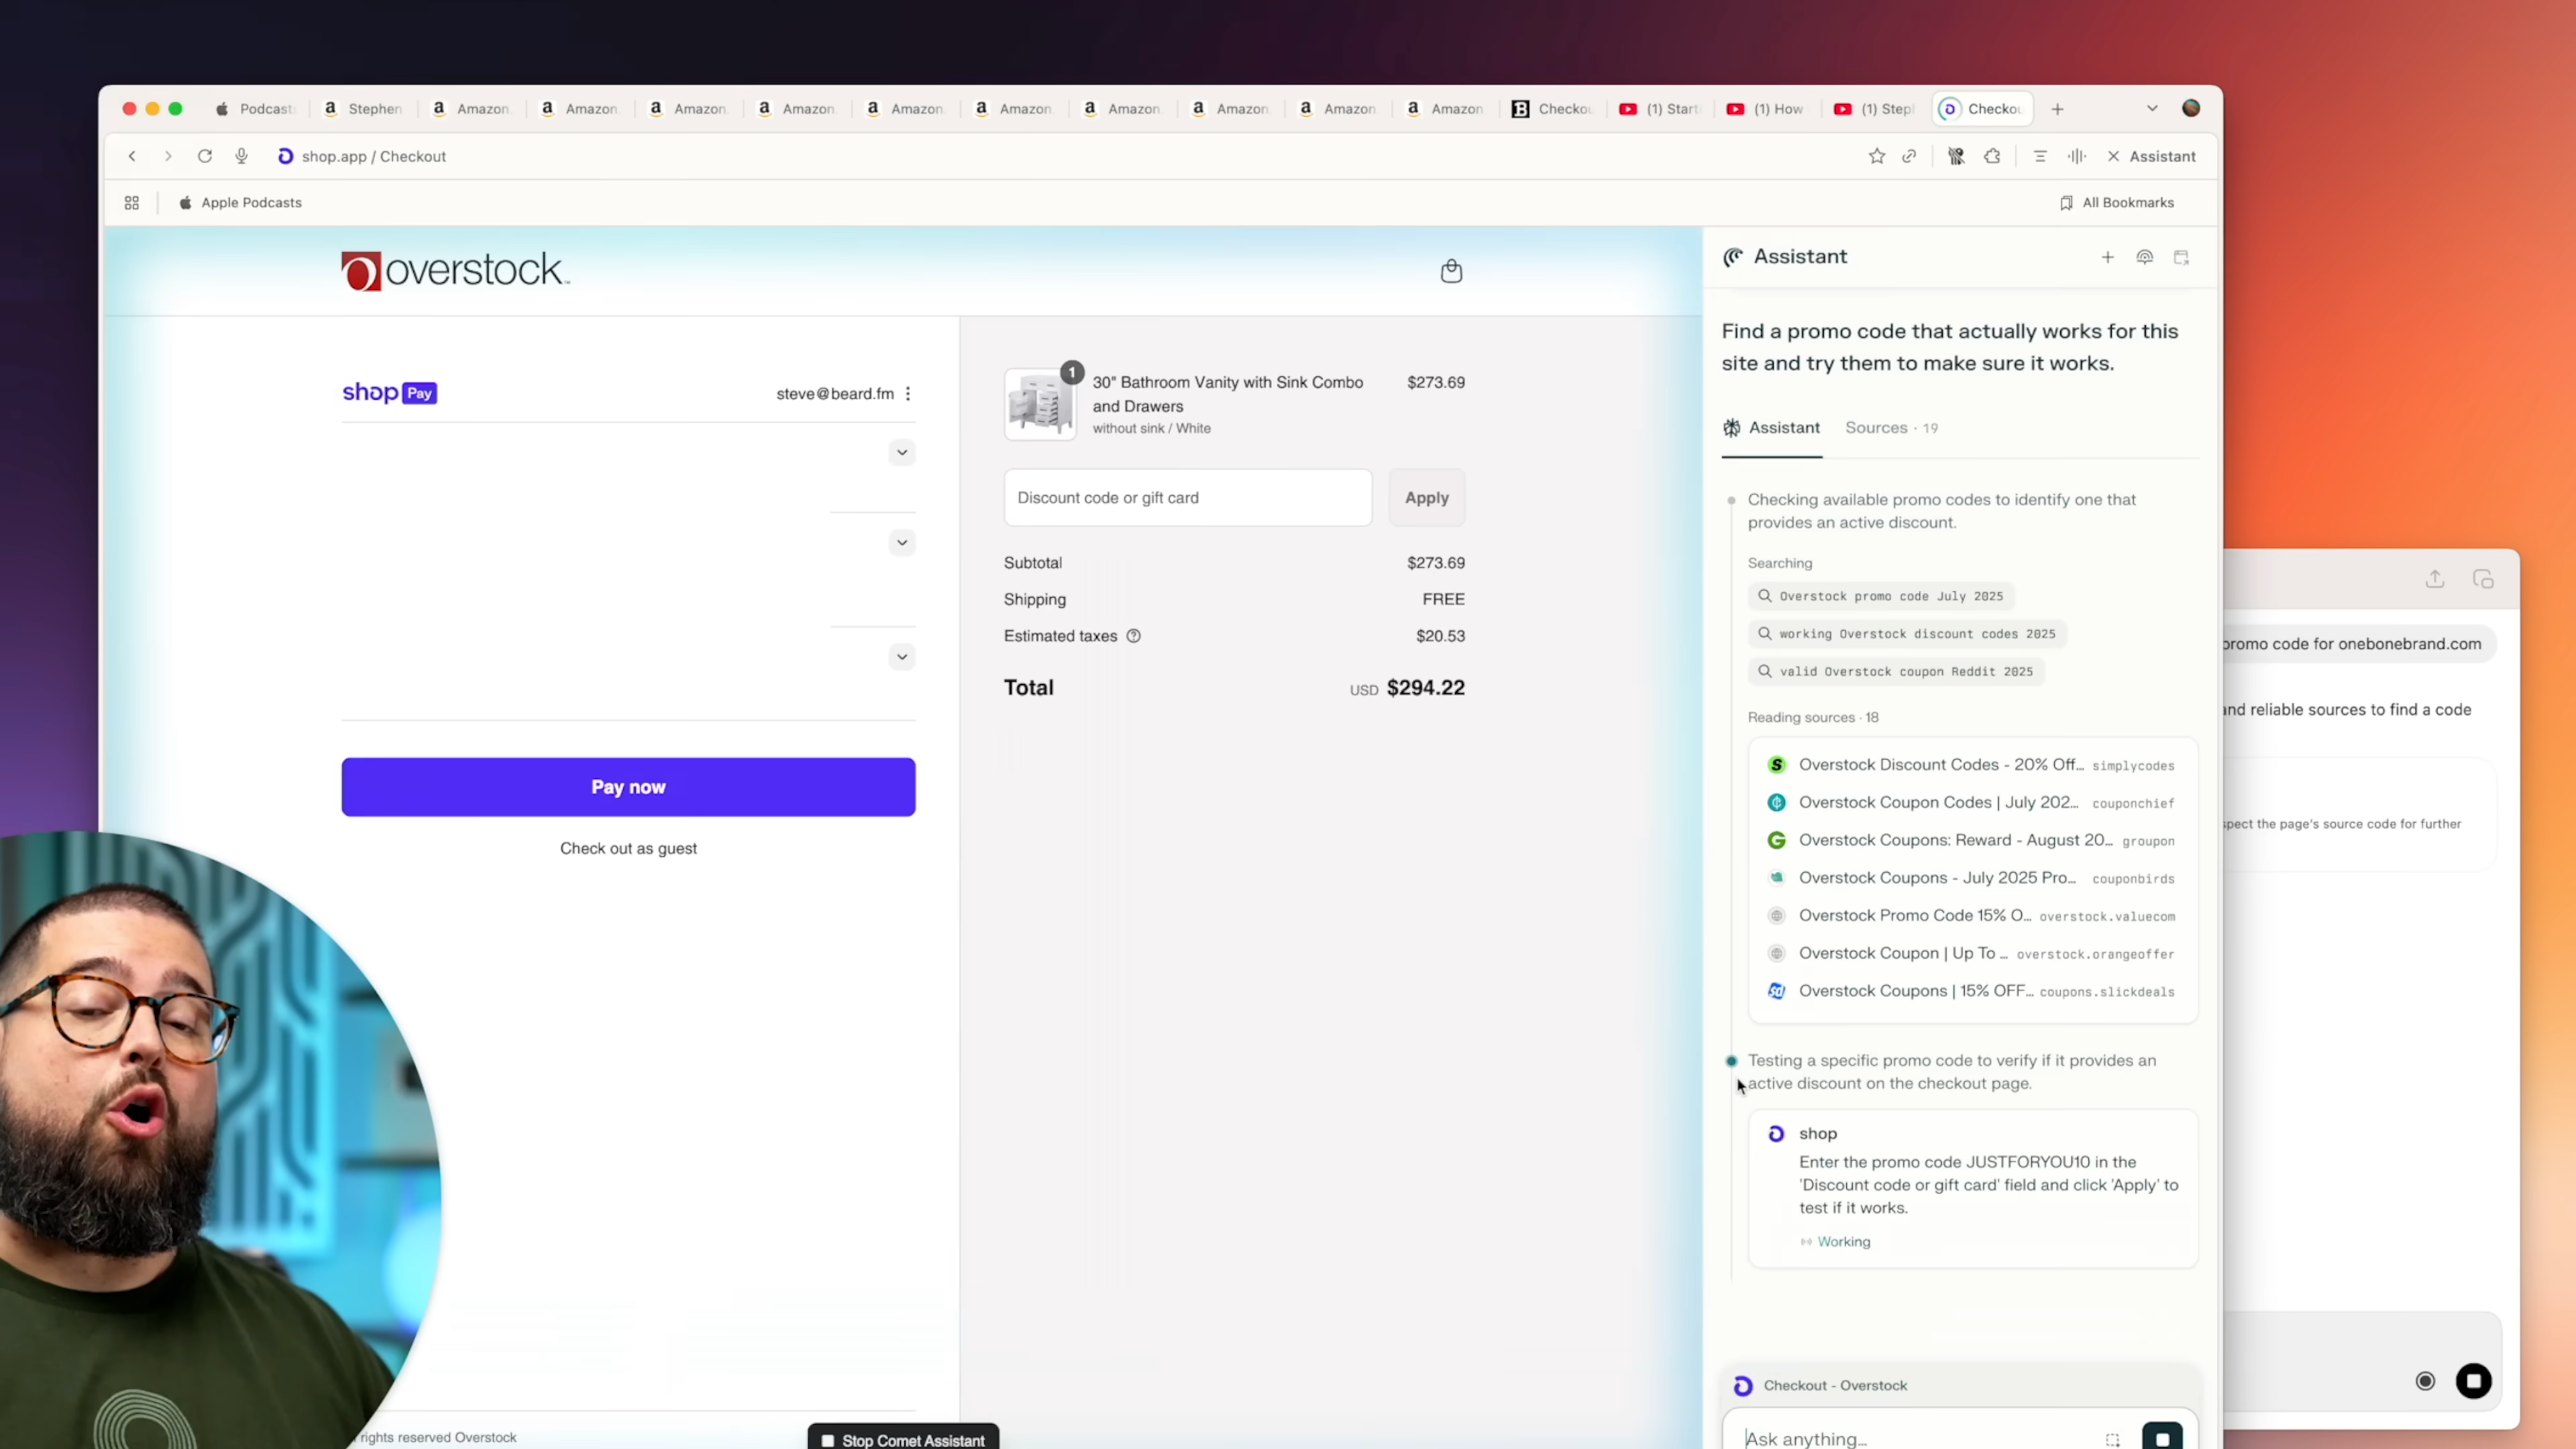 Podcast
Stephen
Amazon
Amazon
Amazon
Amazon
Amazon
Amazon
Amazon
Amazon
Amazon
Amazon
Checkou
(1) Start
(1) How
(1) Step
Checkou
shop.app / Checkout
Assistant
Apple Podcasts
All Bookmarks
overstock
shop Pay
steve@beard.fm
Pay now
Check out as guest
rights reserved Overstock
1
30" Bathroom Vanity with Sink Combo $273.69
and Drawers
without sink / White
Discount code or gift card
Apply
Subtotal $273.69
Shipping FREE
Estimated taxes $20.53
Total USD $294.22
Stop Comet Assistant
Assistant
Find a promo code that actually works for this
site and try them to make sure it works.
Assistant Sources · 19
Checking available promo codes to identify one that
provides an active discount.
Searching
Overstock promo code July 2025
working Overstock discount codes 2025
valid Overstock coupon Reddit 2025
Reading sources · 18
Overstock Discount Codes - 20% Off... simplycodes
Overstock Coupon Codes | July 202... couponchief
Overstock Coupons: Reward - August 20... groupon
Overstock Coupons - July 2025 Pro... couponbirds
Overstock Promo Code 15% O... overstock.valuecom
Overstock Coupon | Up To ... overstock.orangeoffer
Overstock Coupons | 15% OFF... coupons.slickdeals
Testing a specific promo code to verify if it provides an
active discount on the checkout page.
shop
Enter the promo code JUSTFORYOU10 in the
'Discount code or gift card' field and click 'Apply' to
test if it works.
Working
Checkout - Overstock
Ask anything...
promo code for onebonebrand.com
and reliable sources to find a code
spect the page's source code for further